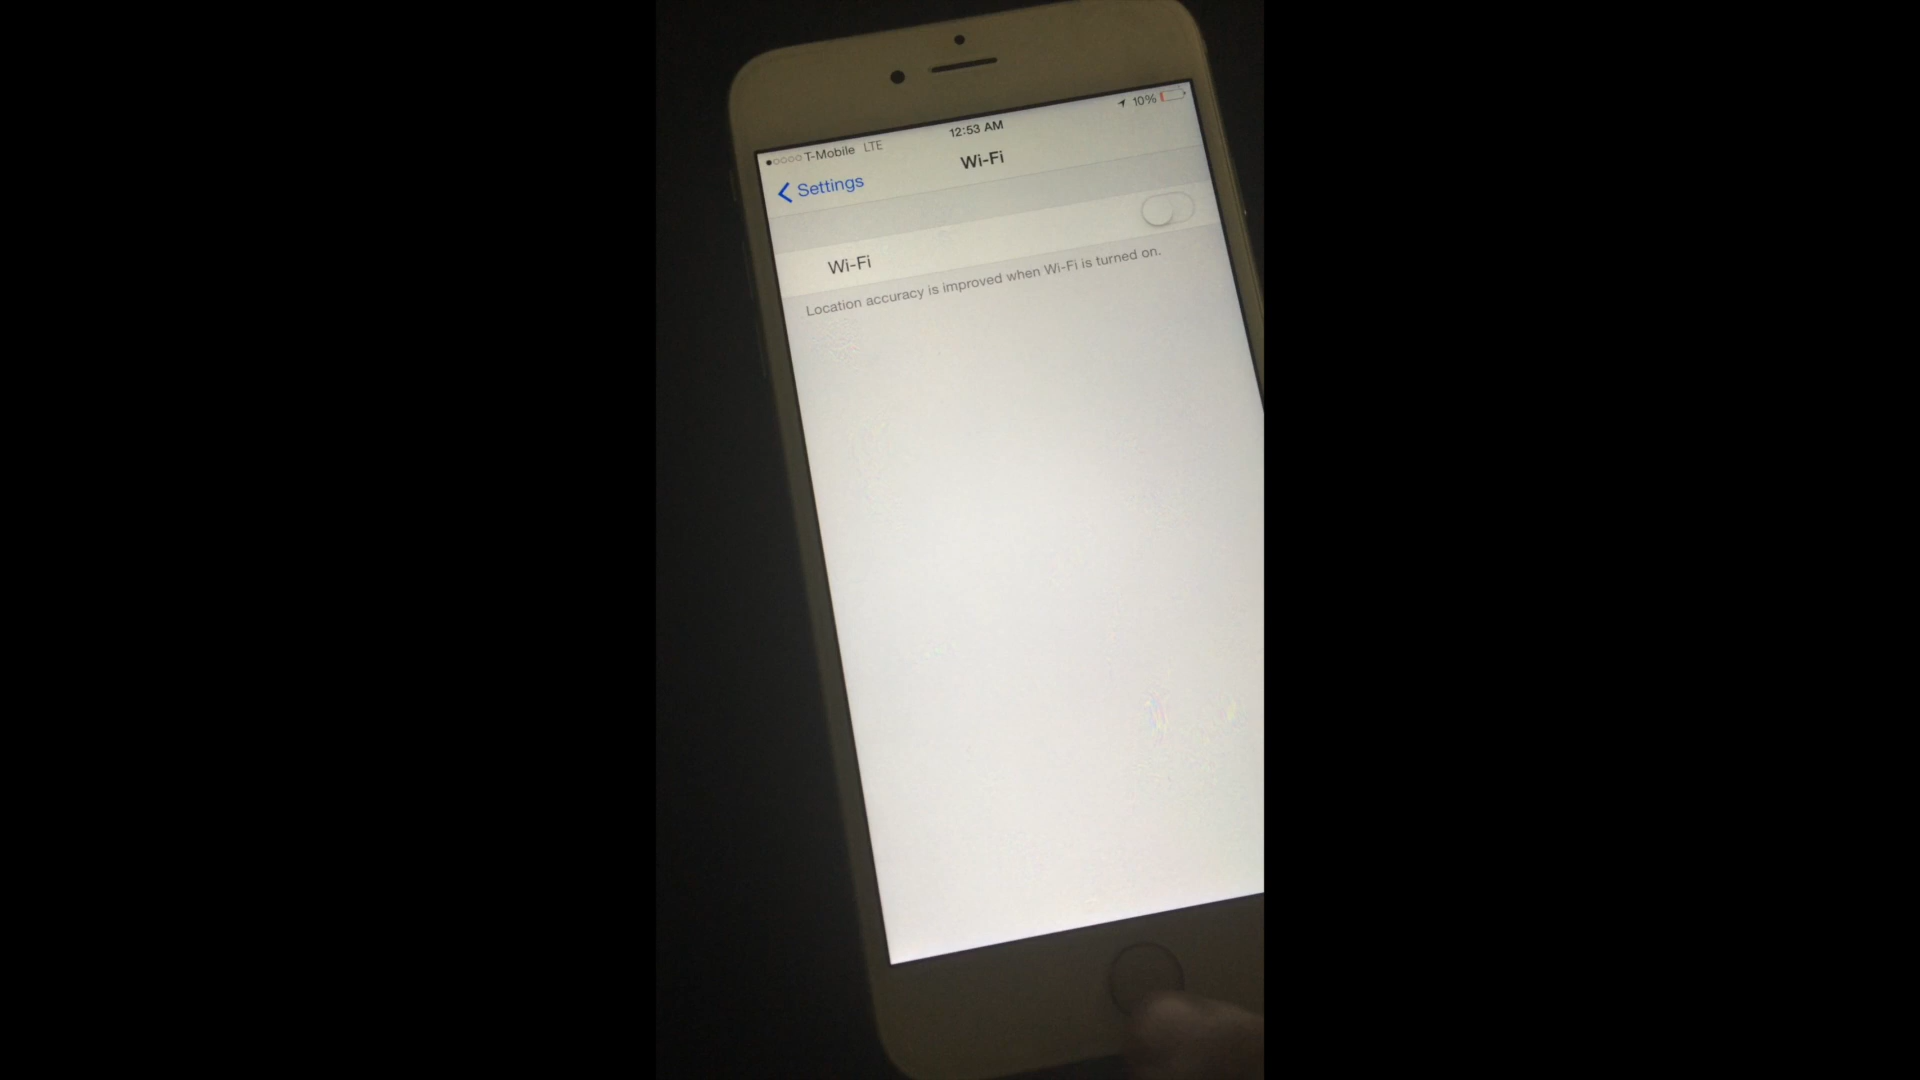 T-Mobile LTE 12:53 AM 10%
Settings Wi-Fi
Wi-Fi
Location accuracy is improved when Wi-Fi is turned on.